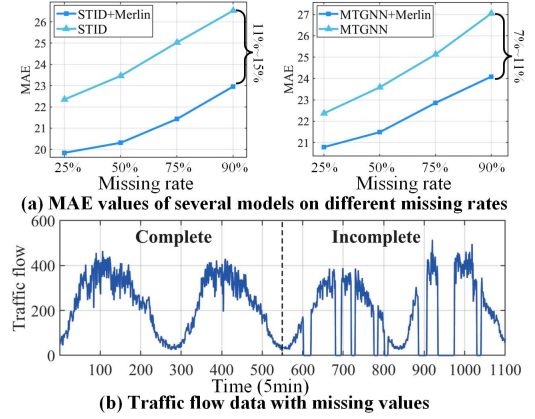 STID+Merlin
STID
MAE
26
25
24
23
22
21
20
25%
50%
75%
90%
Missing rate
11%~15%
MTGNN+Merlin
MTGNN
MAE
27
26
25
24
23
22
21
20
25%
50%
75%
90%
Missing rate
7%~11%
(a) MAE values of several models on different missing rates
Complete
Incomplete
Traffic flow
600
400
200
0
100 200 300 400 500 600 700 800 900 1000 1100
Time (5min)
(b) Traffic flow data with missing values